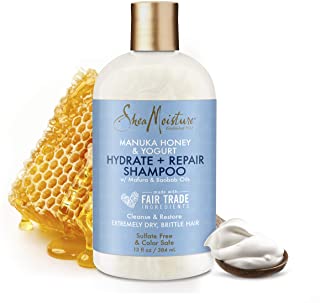 SheaMoisture
MANUKA HONEY
& YOGURT
HYDRATE + REPAIR
SHAMPOO
w/ Mafura & Baobab Oils
made with
FAIR TRADE
INGREDIENTS
Cleanse & Restore
EXTREMELY DRY, BRITTLE HAIR
Sulfate Free
& Color Safe
13 fl oz / 384 mL